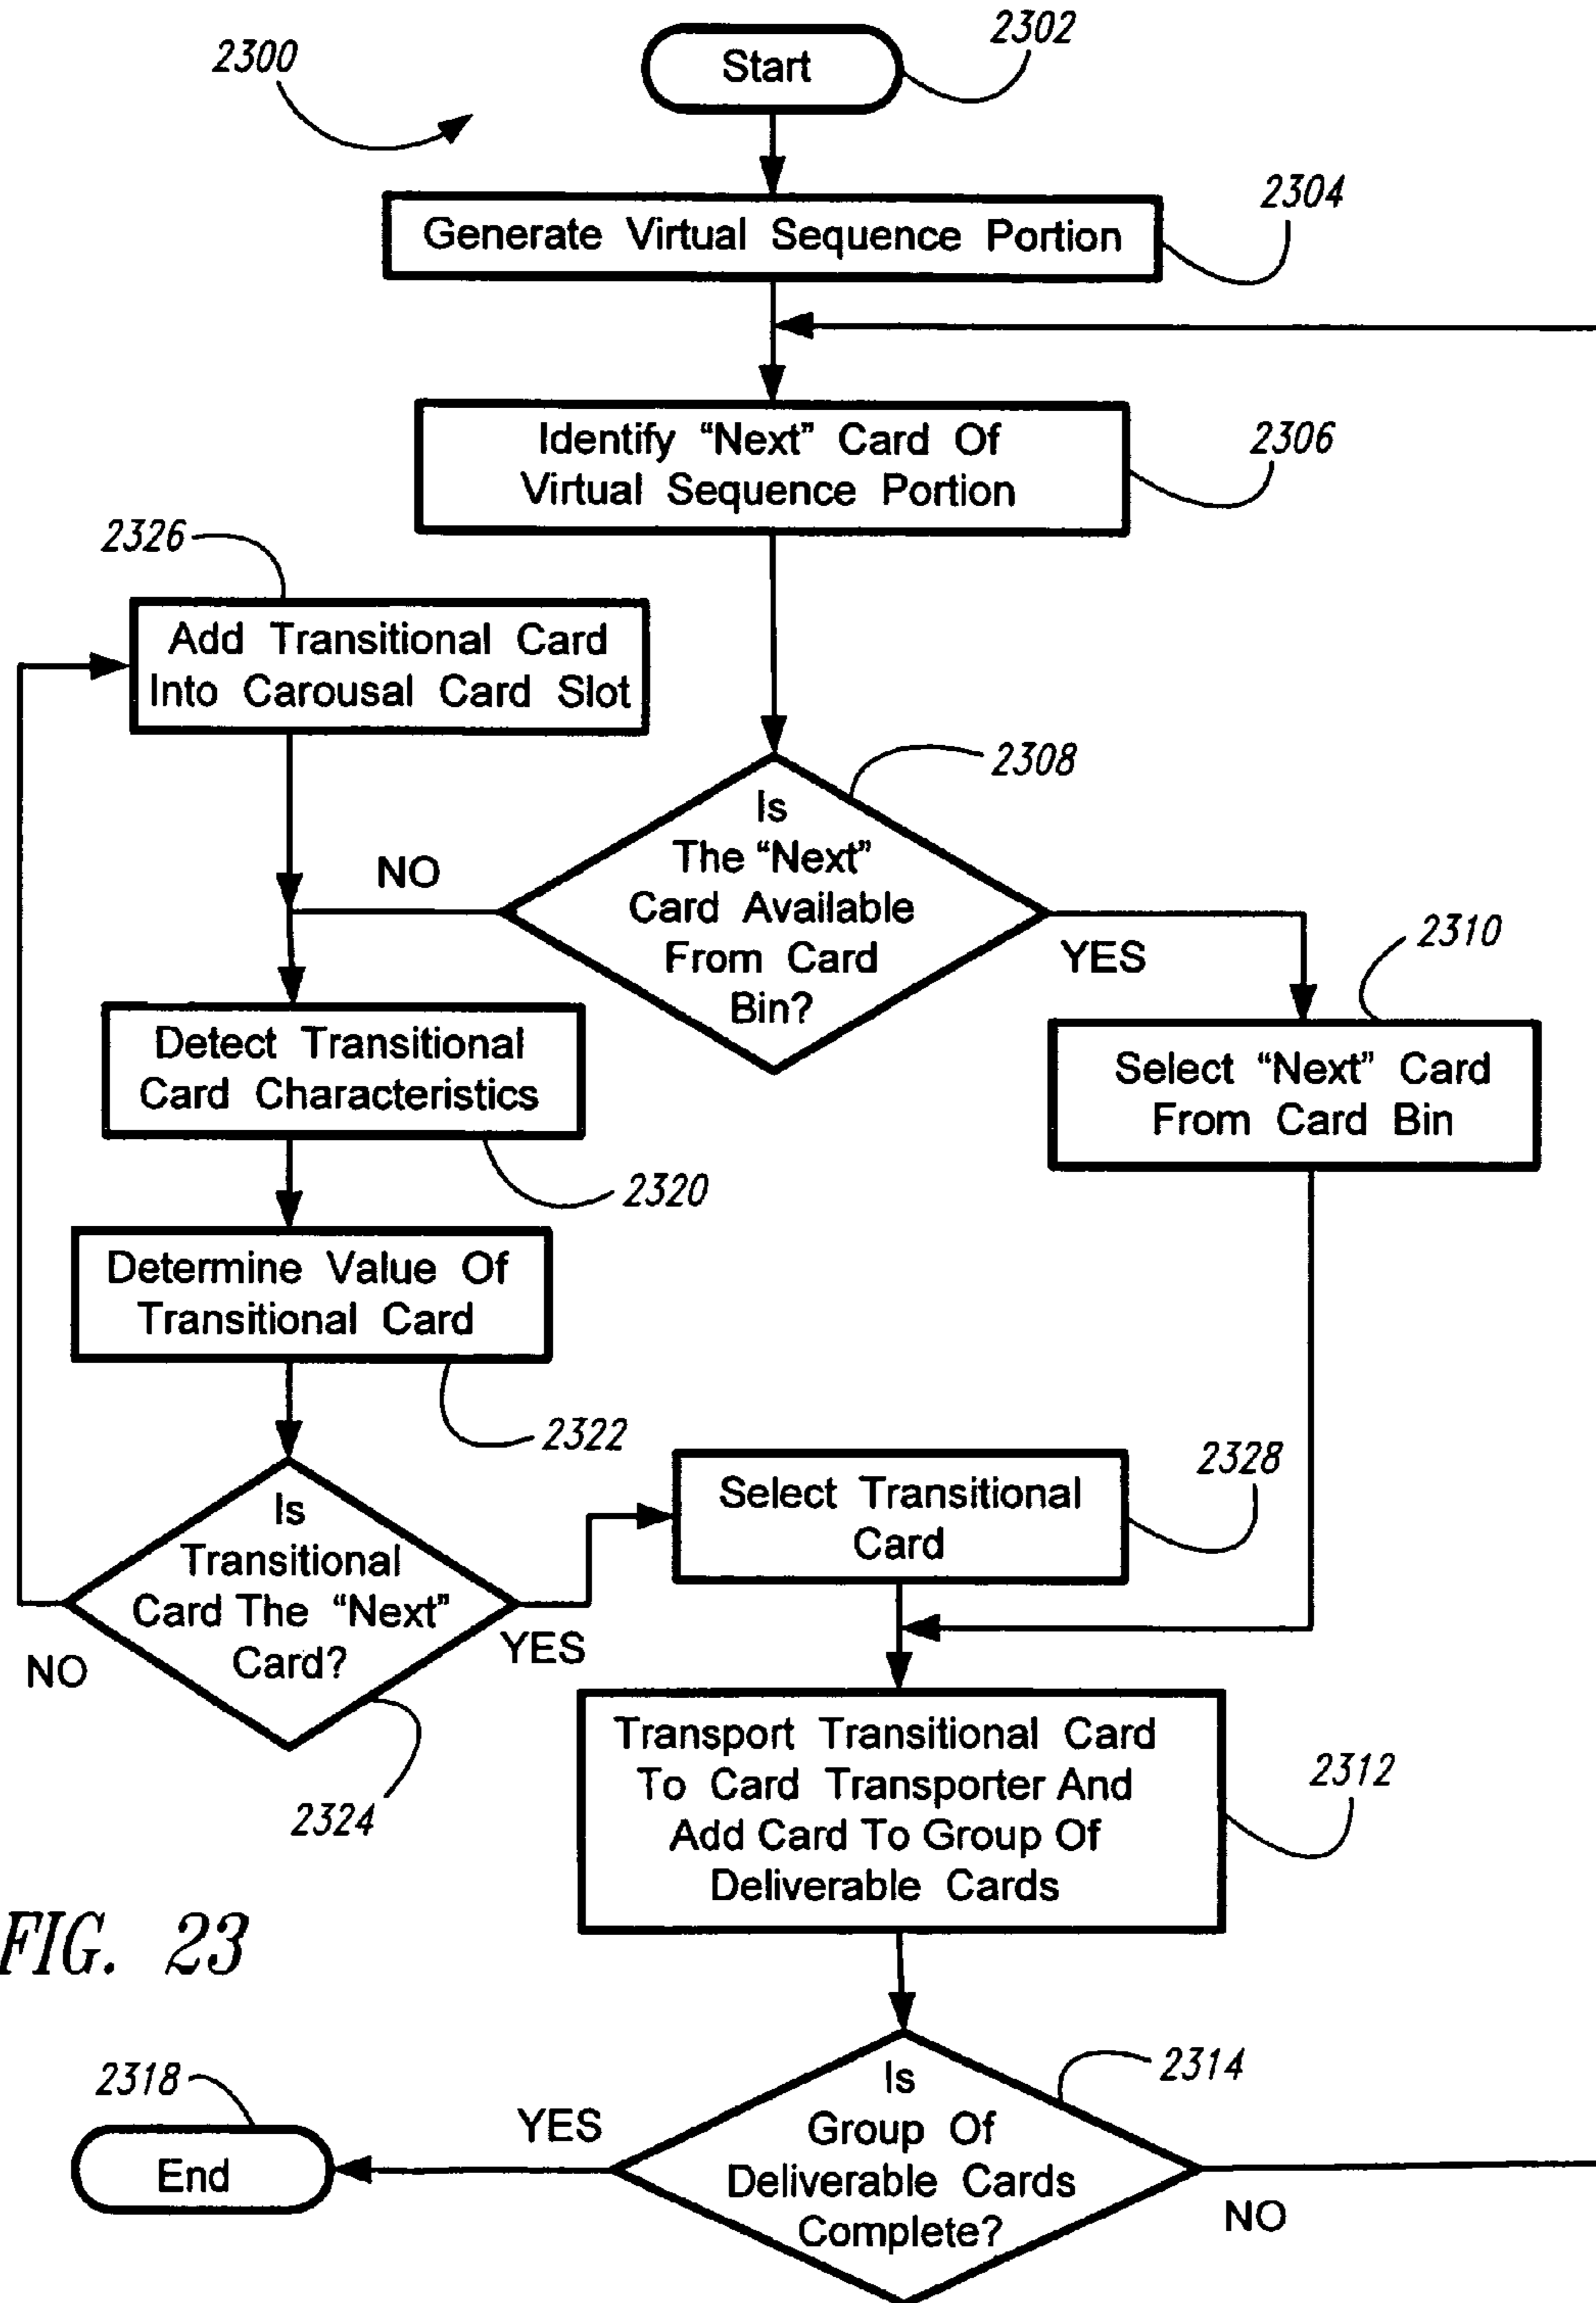 2300
Start
2302
Generate Virtual Sequence Portion
2304
Identify “Next” Card Of
Virtual Sequence Portion
2306
2326
Add Transitional Card
Into Carousal Card Slot
Is
The “Next”
Card Available
From Card
Bin?
2308
NO
YES
2310
Select “Next” Card
From Card Bin
Detect Transitional
Card Characteristics
2320
Determine Value Of
Transitional Card
2322
Is
Transitional
Card The “Next”
Card?
NO
YES
2324
Select Transitional
Card
2328
Transport Transitional Card
To Card Transporter And
Add Card To Group Of
Deliverable Cards
2312
FIG. 23
Is
Group Of
Deliverable Cards
Complete?
2314
YES
NO
2318
End